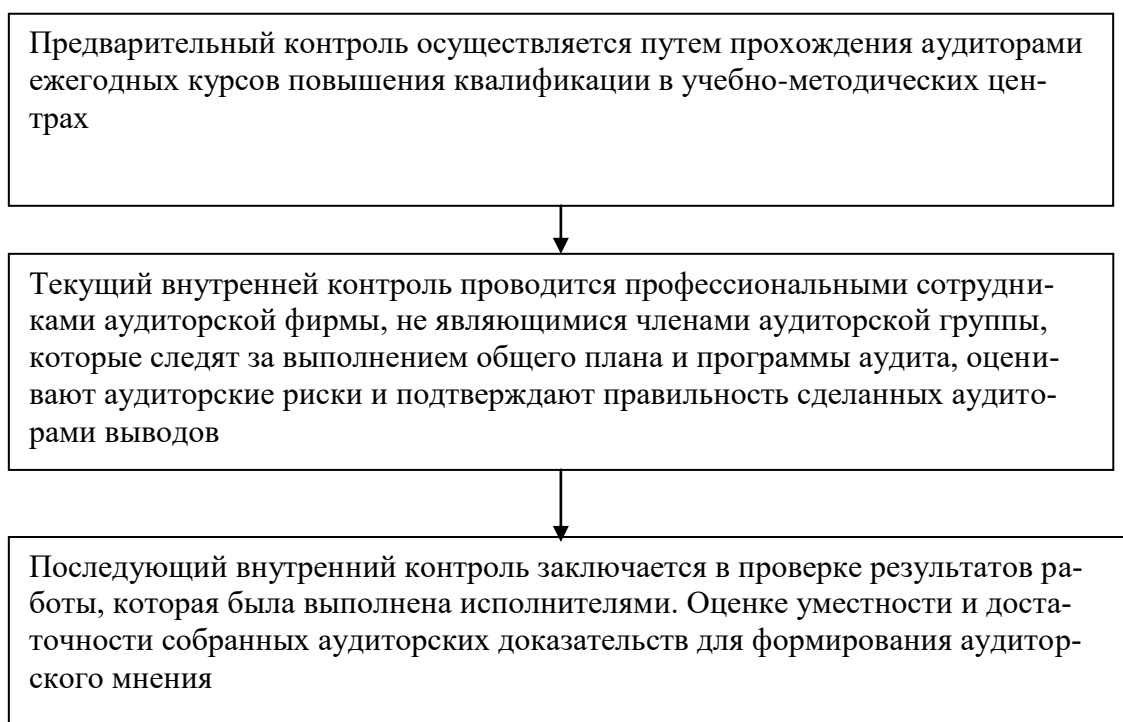 Предварительный контроль осуществляется путем прохождения аудиторами
ежегодных курсов повышения квалификации в учебно-методических цен-
трах
Текущий внутренней контроль проводится профессиональными сотрудни-
ками аудиторской фирмы, не являющимися членами аудиторской группы,
которые следят за выполнением общего плана и программы аудита, оцени-
вают аудиторские риски и подтверждают правильность сделанных аудито-
рами выводов
Последующий внутренний контроль заключается в проверке результатов ра-
боты, которая была выполнена исполнителями. Оценке уместности и доста-
точности собранных аудиторских доказательств для формирования аудитор-
ского мнения